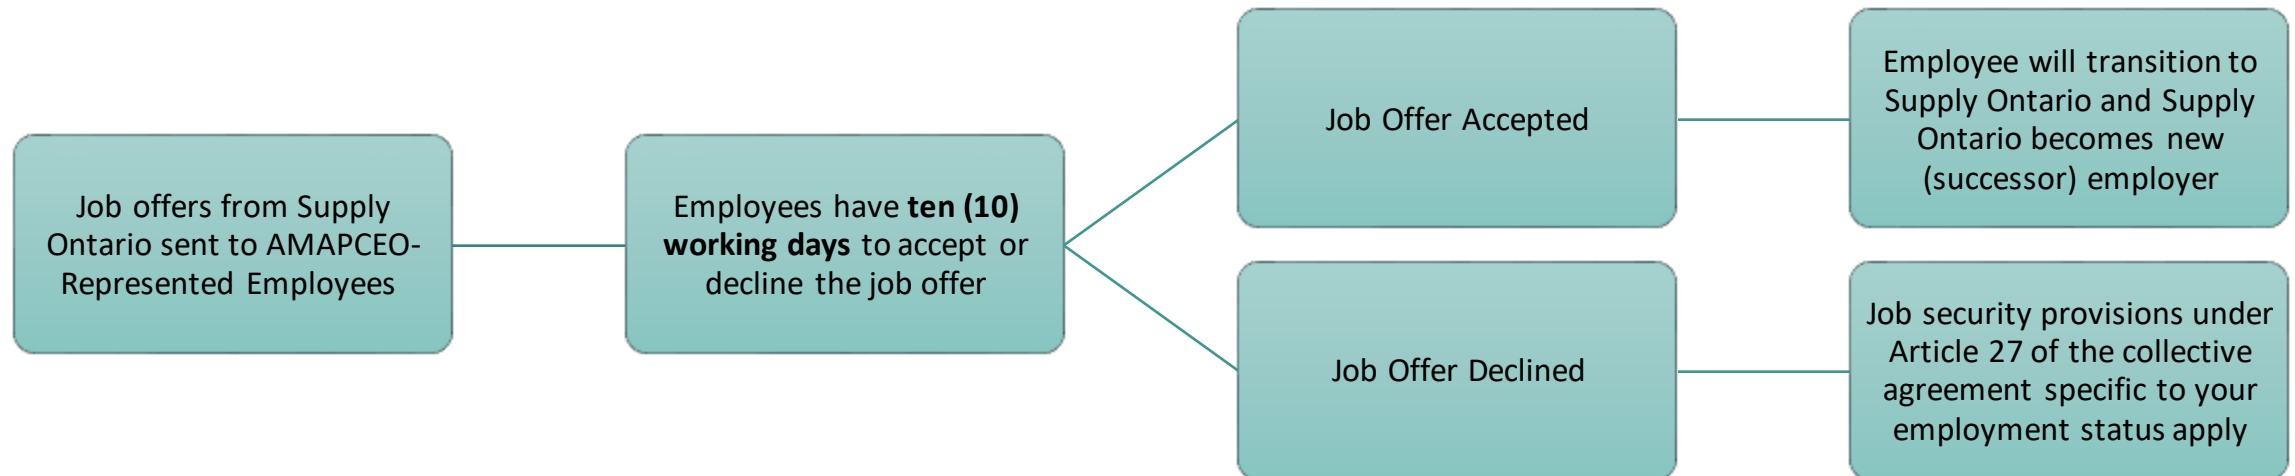 Job offers from Supply
Ontario sent to AMAPCEO-
Represented Employees
Employees have ten (10)
working days to accept or
decline the job offer
Job Offer Accepted
Employee will transition to
Supply Ontario and Supply
Ontario becomes new
(successor) employer
Job Offer Declined
Job security provisions under
Article 27 of the collective
agreement specific to your
employment status apply